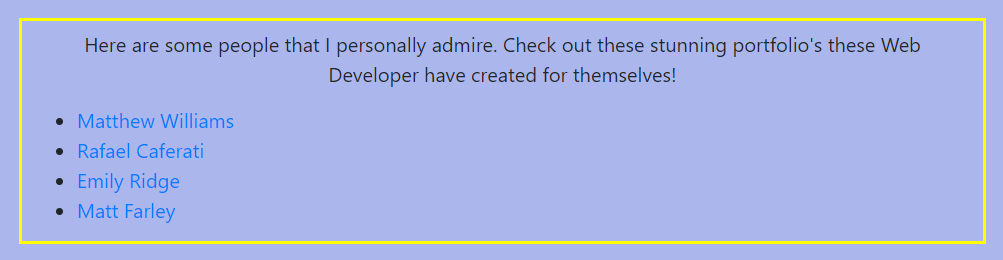 Here are some people that I personally admire. Check out these stunning portfolio's these Web
Developer have created for themselves!
Matthew Williams
Rafael Caferati
Emily Ridge
Matt Farley